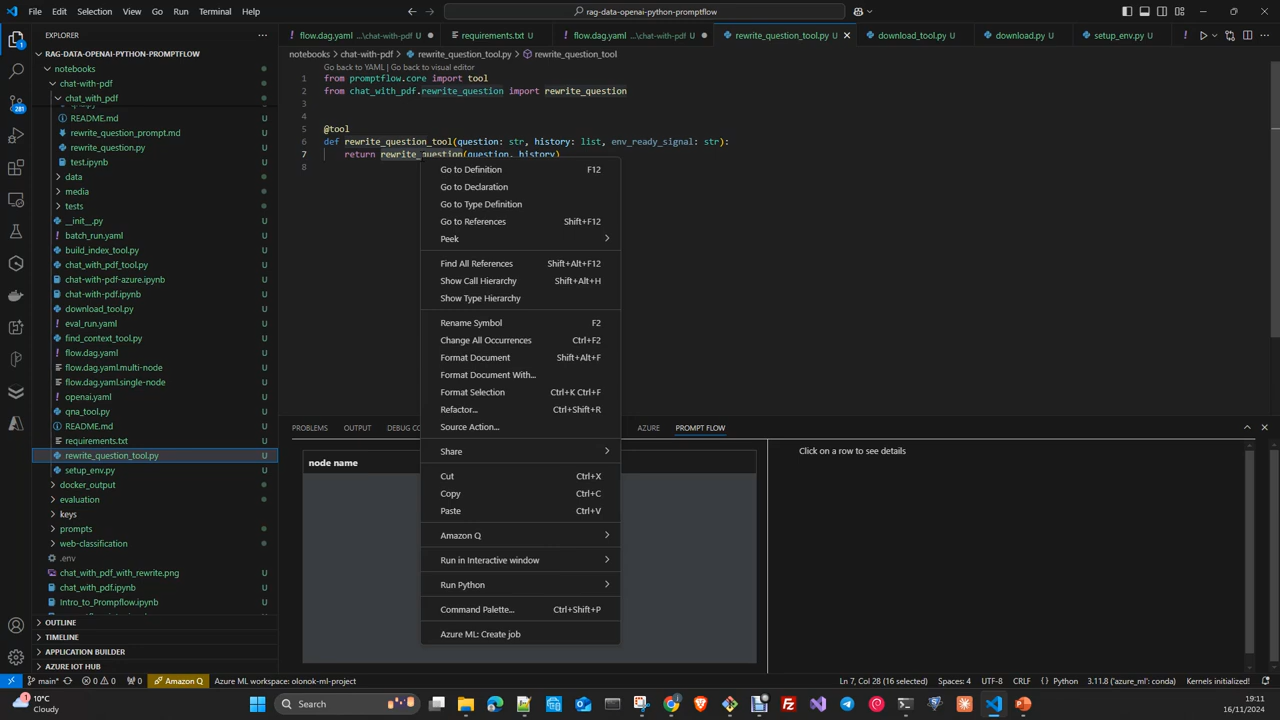 File Edit Selection View Go Run Terminal Help
rag-data-openai-python-promptflow
EXPLORER
RAG-DATA-OPENAI-PYTHON-PROMPTFLOW
notebooks
chat-with-pdf
chat_with_pdf
README.md U
rewrite_question_prompt.md U
rewrite_question.py U
test.ipynb U
data
media
tests
__init__.py U
batch_run.yaml U
build_index_tool.py U
chat_with_pdf_tool.py U
chat-with-pdf-azure.ipynb U
chat-with-pdf.ipynb U
download_tool.py U
eval_run.yaml U
find_context_tool.py U
flow.dag.yaml U
flow.dag.yaml.multi-node U
flow.dag.yaml.single-node U
openai.yaml U
qna_tool.py U
README.md U
requirements.txt U
rewrite_question_tool.py U
setup_env.py U
docker_output
evaluation
keys
prompts
web-classification
.env
chat_with_pdf_with_rewrite.png U
chat_with_pdf.ipynb U
Intro_to_Prompflow.ipynb U
OUTLINE
TIMELINE
APPLICATION BUILDER
AZURE IOT HUB
281
flow.dag.yaml ...\chat-with-pdf
requirements.txt U
flow.dag.yaml ...\chat-with-pdf
rewrite_question_tool.py U
download_tool.py U
download.py U
setup_env.py U
notebooks > chat-with-pdf > rewrite_question_tool.py > rewrite_question_tool
Go back to YAML | Go back to visual editor
1 from promptflow.core import tool
2 from chat_with_pdf.rewrite_question import rewrite_question
3
4
5 @tool
6 def rewrite_question_tool(question: str, history: list, env_ready_signal: str):
7 return rewrite_question(question, history)
8
Go to Definition F12
Go to Declaration
Go to Type Definition
Go to References Shift+F12
Peek
Find All References Shift+Alt+F12
Show Call Hierarchy Shift+Alt+H
Show Type Hierarchy
Rename Symbol F2
Change All Occurrences Ctrl+F2
Format Document Shift+Alt+F
Format Document With...
Format Selection Ctrl+K Ctrl+F
Refactor... Ctrl+Shift+R
Source Action...
Share
Cut Ctrl+X
Copy Ctrl+C
Paste Ctrl+V
Amazon Q
Run in Interactive window
Run Python
Command Palette... Ctrl+Shift+P
Azure ML: Create job
PROBLEMS OUTPUT DEBUG CO AZURE PROMPT FLOW
node name
Click on a row to see details
main* 0 0 0 Amazon Q Azure ML workspace: olonok-ml-project
Ln 7, Col 28 (16 selected) Spaces: 4 UTF-8 CRLF Python 3.11.8 ('azure_ml': conda) Kernels initialized!
10°C
Cloudy
1
Search
19:11
16/11/2024